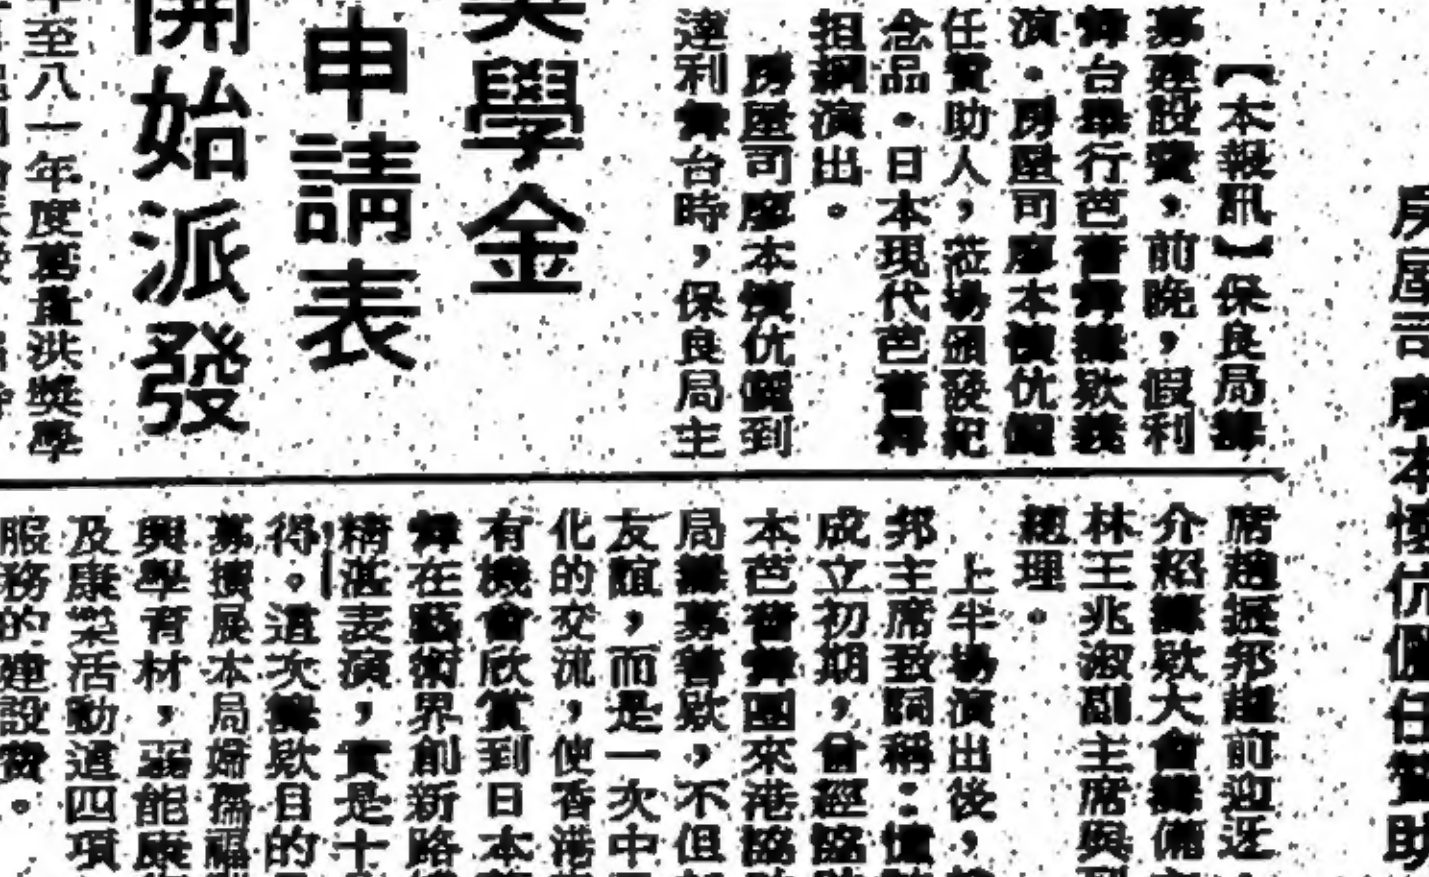 房屋司廖本懷伉儷任贊助
【本報訊】保良局籌
募建設費，前晚，假利
舞台舉行芭蕾舞籌款義
演。房屋司廖本懷伉儷
任贊助人，蒞場頒發紀
念品。日本現代芭蕾舞
担綱演出。
房屋司廖本懷伉儷到
達利舞台時，保良局主
席趙振邦趨前迎迓
介紹籌款大會籌備
林王兆淑副主席與
總理。
上半場演出後，
邦主席致詞稱：憶
成立初期，曾經協
本芭蕾舞團來港協
局籌募善款，不但
友誼，而是一次中
化的交流，使香港
有機會欣賞到日本
舞在藝術界創新路
精湛表演，實是十
得。這次籌款目的
募擴展本局婦孺福
興學育材，弱能康
及康樂活動這四項
服務的建設費。
獎學金
申請表
開始派發
年至八一年度萬直洪獎學